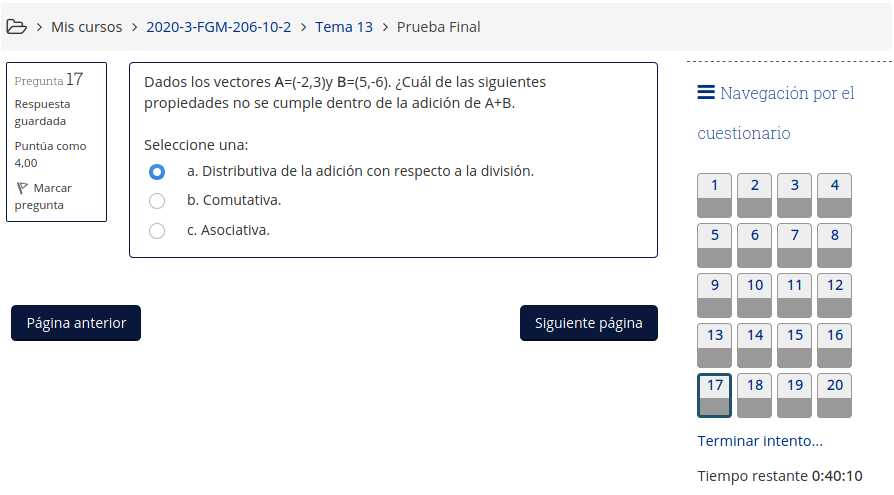 Mis cursos > 2020-3-FGM-206-10-2 > Tema 13 > Prueba Final
Pregunta 17
Respuesta
guardada
Puntúa como
4,00
Marcar
pregunta
Dados los vectores A=(-2,3)y B=(5,-6). ¿Cuál de las siguientes
propiedades no se cumple dentro de la adición de A+B.
Seleccione una:
a. Distributiva de la adición con respecto a la división.
b. Comutativa.
c. Asociativa.
Página anterior
Siguiente página
Navegación por el
cuestionario
1 2 3 4
5 6 7 8
9 10 11 12
13 14 15 16
17 18 19 20
Terminar intento...
Tiempo restante 0:40:10